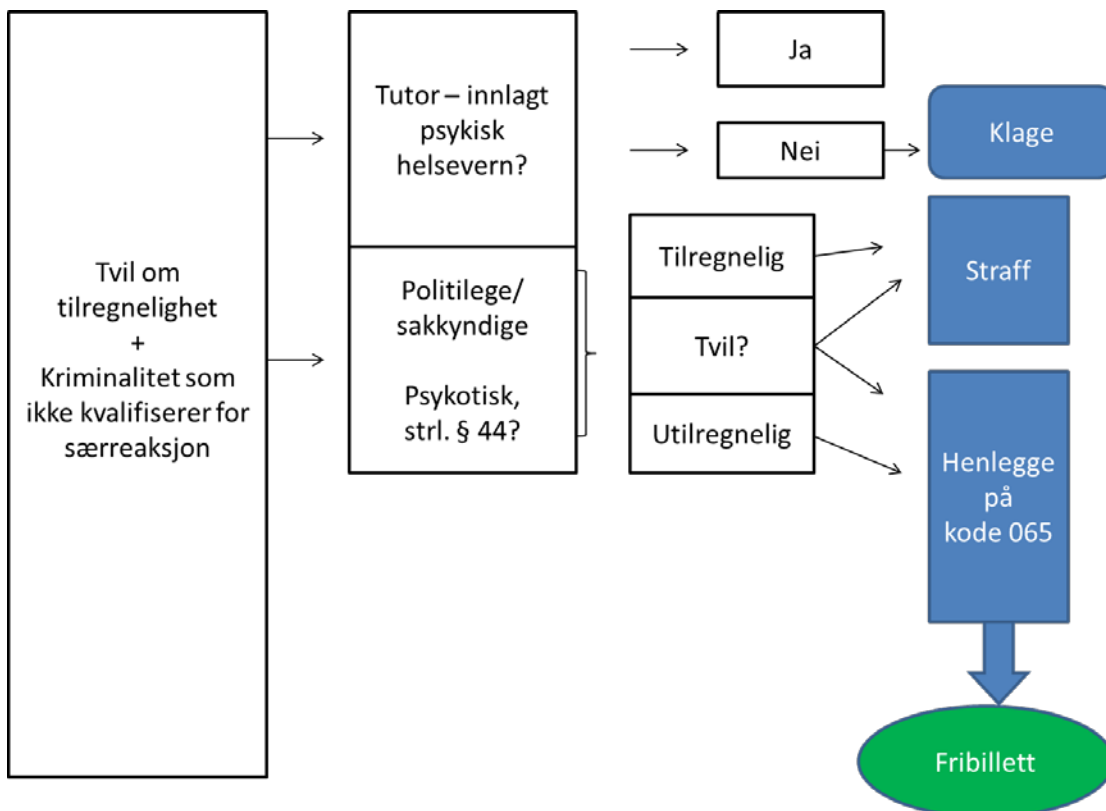 Tvil om
tilregnelighet
+
Kriminalitet som
ikke kvalifiserer for
særreaksjon
Tutor – innlagt
psykisk
helsevern?
Politilege/
sakkyndige
Psykotisk,
strl. § 44?
Ja
Nei
Tilregnelig
Tvil?
Utilregnelig
Klage
Straff
Henlegge
på
kode 065
Fribillett